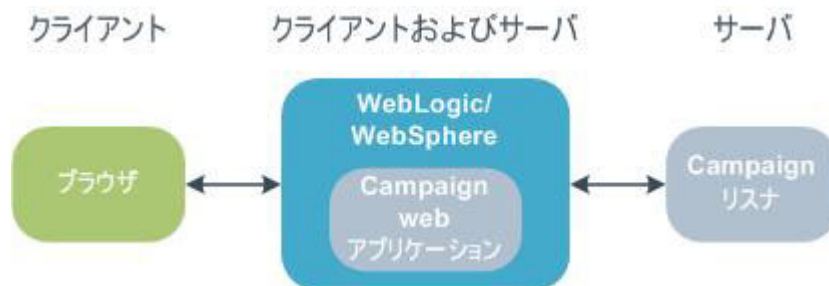 クライアント
クライアントおよびサーバ
サーバ
ブラウザ
WebLogic/
WebSphere
Campaign
web
アプリケーション
Campaign
リスナ